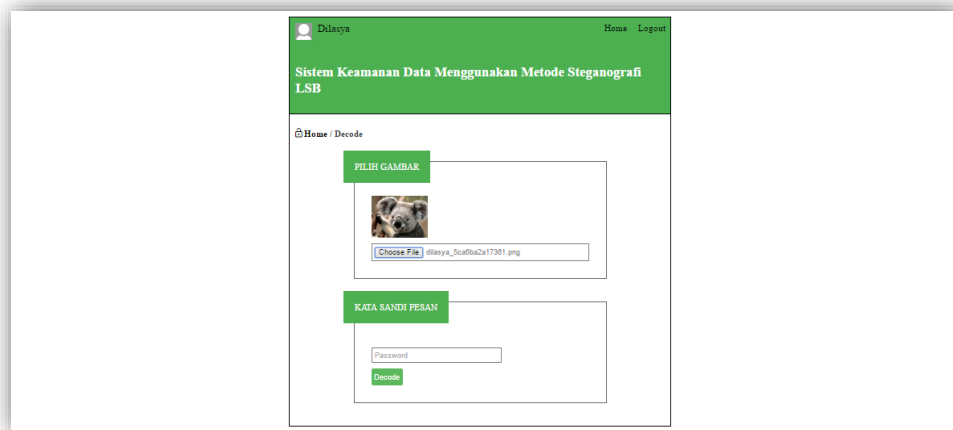 Dilasya Home Logout
Sistem Keamanan Data Menggunakan Metode Steganografi
LSB
Home / Decode
PILIH GAMBAR
Choose File dilasya_5ca6ba2a17361.png
KATA SANDI PESAN
Password
Decode